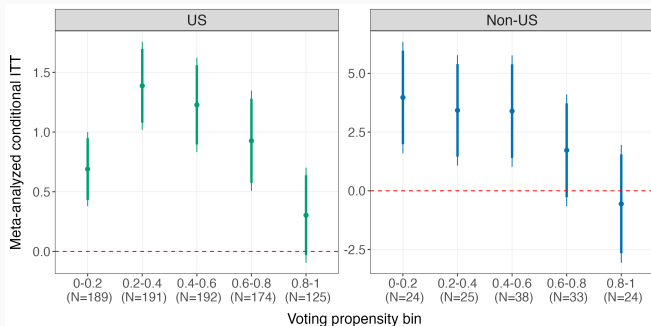 US
Non-US
Meta-analyzed conditional ITT
1.5
1.0
0.5
0.0
5.0
2.5
0.0
-2.5
0-0.2 0.2-0.4 0.4-0.6 0.6-0.8 0.8-1
(N=189) (N=191) (N=192) (N=174) (N=125)
0-0.2 0.2-0.4 0.4-0.6 0.6-0.8 0.8-1
(N=24) (N=25) (N=38) (N=33) (N=24)
Voting propensity bin